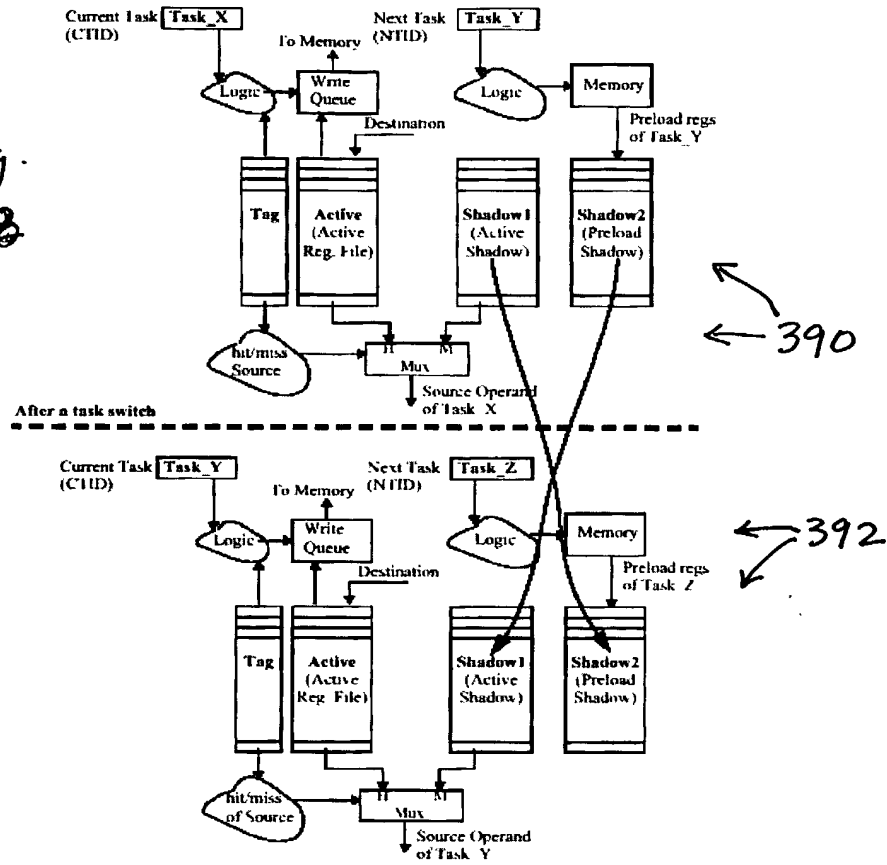 Current Task Task_X
(CTID)
Next Task Task_Y
(NTID)
To Memory
Logic
Write
Queue
Logic
Memory
Destination
Preload regs
of Task_Y
Tag
Active
(Active
Reg. File)
Shadow1
(Active
Shadow)
Shadow2
(Preload
Shadow)
390
hit/miss
Source
H M
Mux
Source Operand
of Task_X
After a task switch
Current Task Task_Y
(CTID)
Next Task Task_Z
(NTID)
To Memory
Logic
Write
Queue
Logic
Memory
392
Destination
Preload regs
of Task_Z
Tag
Active
(Active
Reg. File)
Shadow1
(Active
Shadow)
Shadow2
(Preload
Shadow)
hit/miss
of Source
H M
Mux
Source Operand
of Task_Y